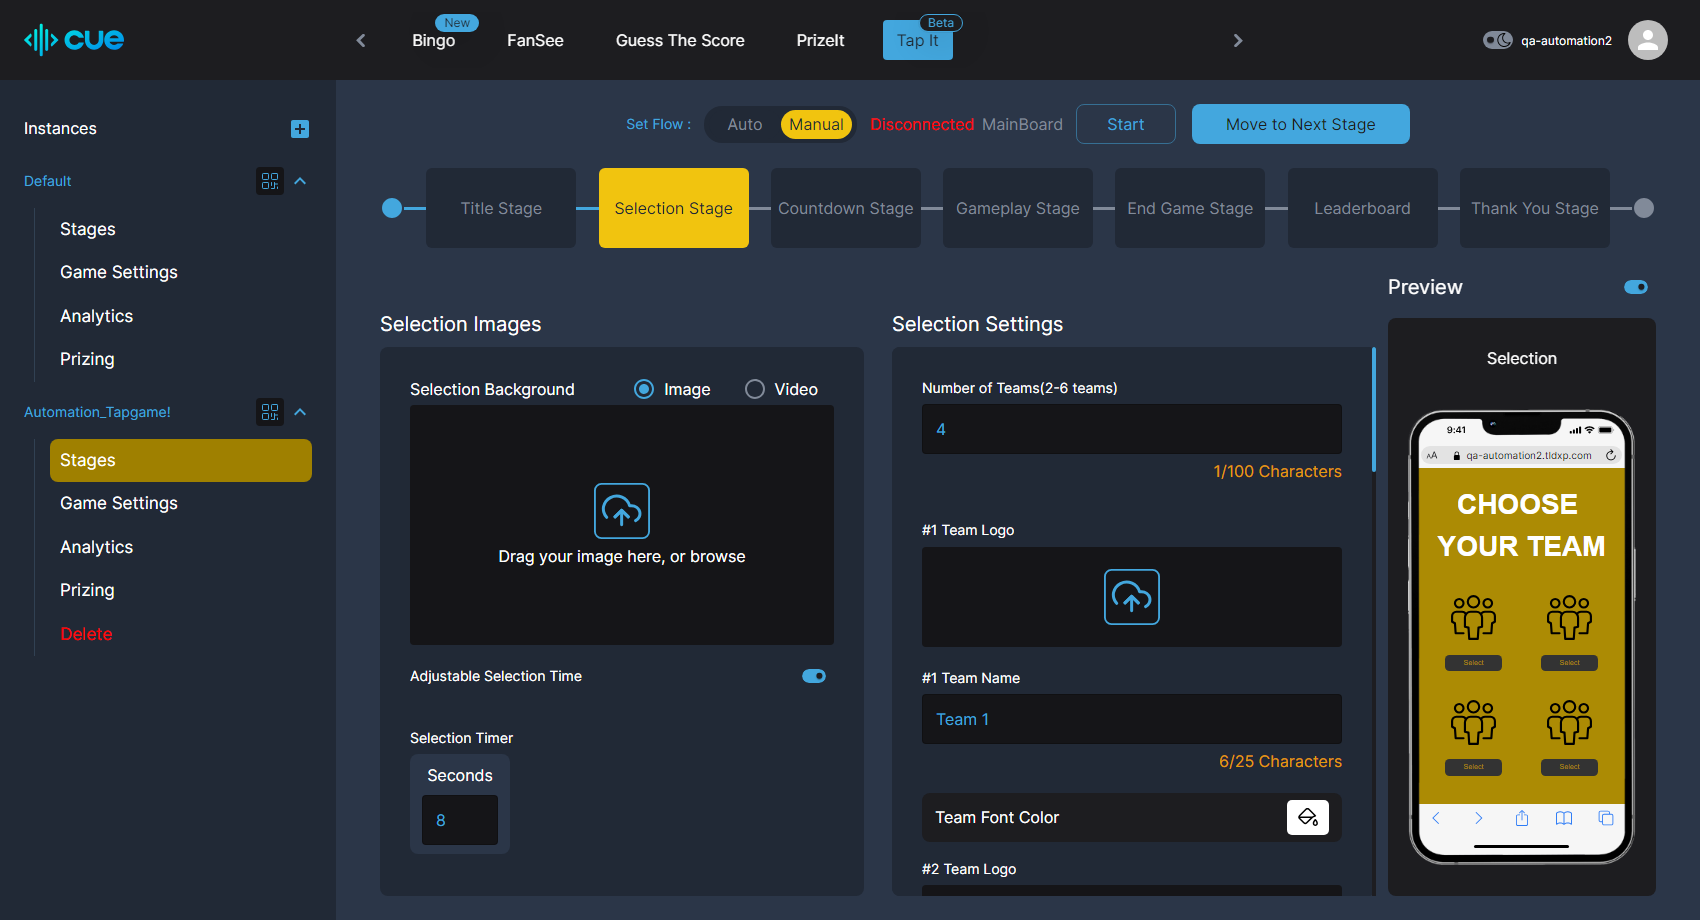 cue
New
Bingo
FanSee
Guess The Score
PrizeIt
Beta
Tap It
qa-automation2
Instances
Default
Stages
Game Settings
Analytics
Prizing
Automation_Tapgame!
Stages
Game Settings
Analytics
Prizing
Delete
Set Flow :
Auto
Manual
Disconnected MainBoard
Start
Move to Next Stage
Title Stage
Selection Stage
Countdown Stage
Gameplay Stage
End Game Stage
Leaderboard
Thank You Stage
Selection Images
Selection Background
Image
Video
Drag your image here, or browse
Adjustable Selection Time
Selection Timer
Seconds
8
Selection Settings
Number of Teams(2-6 teams)
4
1/100 Characters
#1 Team Logo
#1 Team Name
Team 1
6/25 Characters
Team Font Color
#2 Team Logo
Preview
Selection
9:41
AA
qa-automation2.tldxp.com
CHOOSE
YOUR TEAM
Select
Select
Select
Select